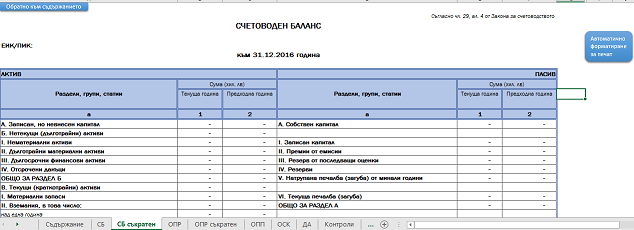 Обратно към съдържанието
Съгласно чл. 29, ал. 4 от Закона за счетоводството
СЧЕТОВОДЕН БАЛАНС
Автоматично форматиране за печат
ЕИК/ПИК:
към 31.12.2016 година
АКТИВ ПАСИВ
Раздели, групи, статии Сума (хил. лв) Раздели, групи, статии Сума (хил. лв)
Текуща година Предходна година Текуща година Предходна година
а 1 2 а 1 2
А. Записан, но невнесен капитал - - А. Собствен капитал - -
Б. Нетекущи (дълготрайни) активи
I. Нематериални активи - - I. Записан капитал - -
II. Дълготрайни материални активи - - II. Премии от емисии - -
III. Дългосрочни финансови активи - - III. Резерв от последващи оценки - -
IV. Отсрочени данъци - - IV. Резерви - -
ОБЩО ЗА РАЗДЕЛ Б - - V. Натрупана печалба (загуба) от минали години - -
В. Текущи (краткотрайни) активи
I. Материални запаси - - VI. Текуща печалба (загуба) - -
II. Вземания, в това число: - - ОБЩО ЗА РАЗДЕЛ А - -
над една година -
Съдържание СБ СБ съкратен ОПР ОПР съкратен ОПП ОСК ДА Контроли ...